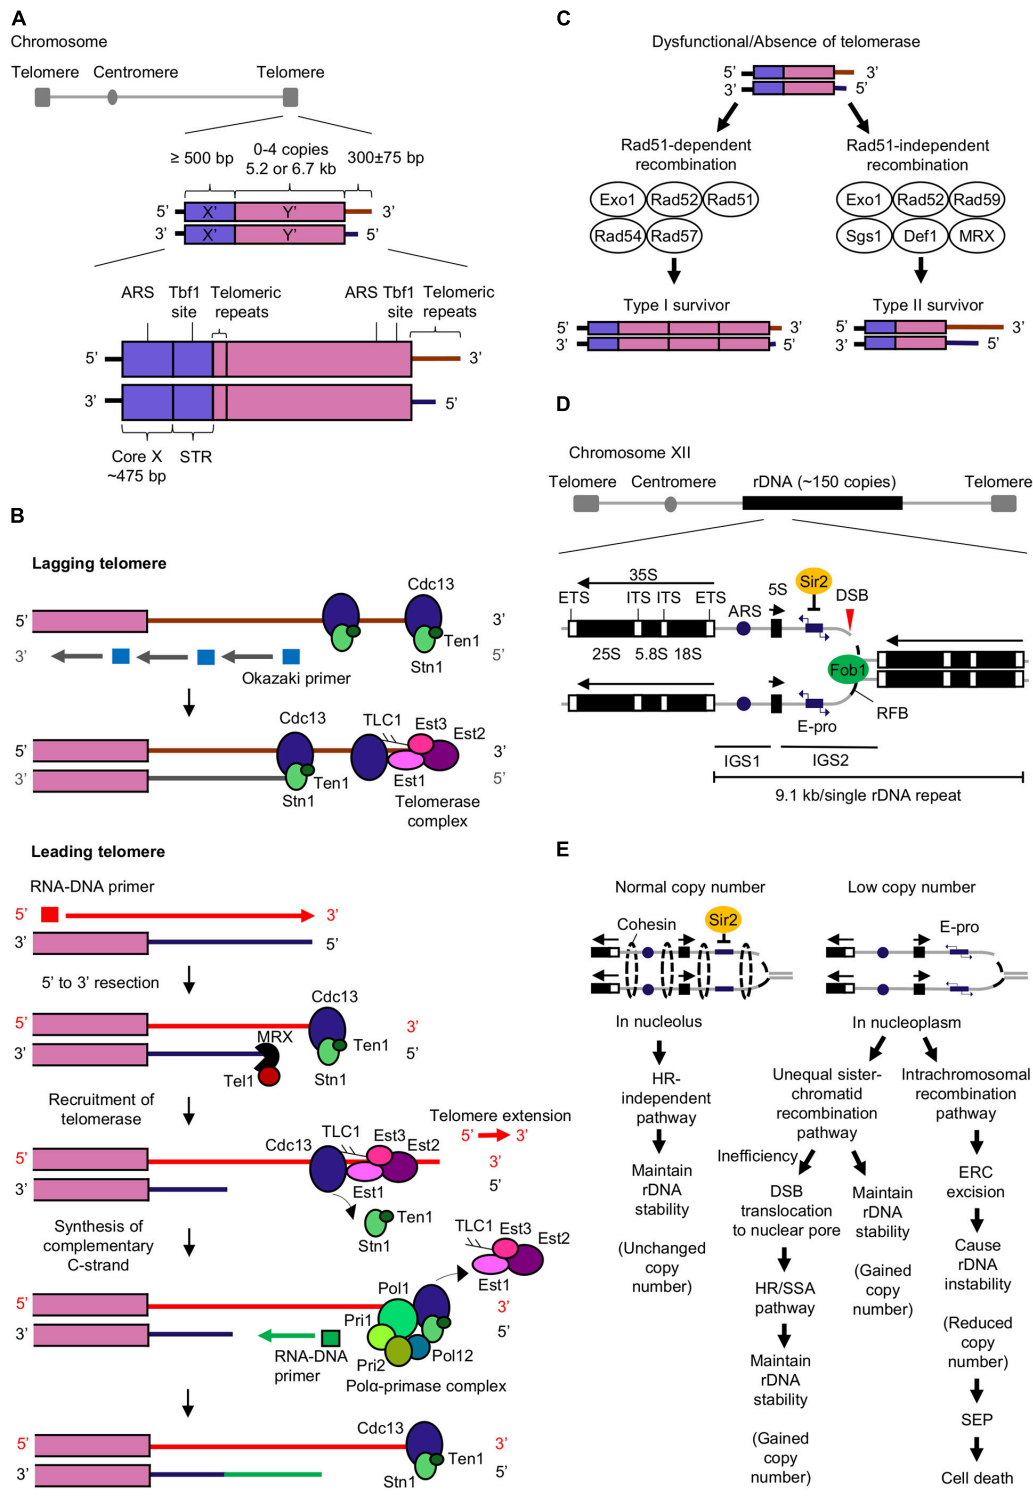 A
Chromosome
Telomere Centromere Telomere
≥ 500 bp
0-4 copies
5.2 or 6.7 kb
300±75 bp
5' X' Y' 3'
3' X' Y' 5'
ARS
Tbf1
site
Telomeric
repeats
ARS
Tbf1
site
Telomeric
repeats
5' 3'
3' 5'
Core X
~475 bp
STR
B
Lagging telomere
Cdc13
5' 3'
Ten1
Stn1
3' 5'
Okazaki primer
Cdc13
TLC1
Est3
Est2
5' 3'
3' 5'
Ten1
Stn1
Est1
Telomerase
complex
Leading telomere
RNA-DNA primer
5' 3'
3' 5'
5' to 3' resection
Cdc13
5' 3'
MRX
Ten1
3' 5'
Tel1
Stn1
Recruitment of
telomerase
Telomere extension
5' 3'
Cdc13
TLC1
Est3
Est2
5' 3'
3' 5'
Est1
Ten1
Stn1
Synthesis of
complementary
C-strand
TLC1
Est3
Est2
Est1
Pol1
5' 3'
Pri1
3' 5'
RNA-DNA
primer
Pri2
Pol12
Polα-primase complex
Cdc13
5' 3'
Ten1
3' 5'
Stn1
C
Dysfunctional/Absence of telomerase
5' 3'
3' 5'
Rad51-dependent
recombination
Exo1 Rad52 Rad51
Rad54 Rad57
Type I survivor
5' 3'
3' 5'
Rad51-independent
recombination
Exo1 Rad52 Rad59
Sgs1 Def1 MRX
Type II survivor
5' 3'
3' 5'
D
Chromosome XII
Telomere Centromere rDNA (~150 copies) Telomere
35S
ETS ITS ITS ETS
ARS
5S
Sir2
DSB
25S 5.8S 18S
Fob1
RFB
E-pro
IGS1 IGS2
9.1 kb/single rDNA repeat
E
Normal copy number
Cohesin
Sir2
In nucleolus
HR-
independent
pathway
Maintain
rDNA
stability
(Unchanged
copy
number)
Low copy number
E-pro
In nucleoplasm
Unequal sister-
chromatid
recombination
pathway
Inefficiency
DSB
translocation
to nuclear pore
HR/SSA
pathway
Maintain
rDNA
stability
(Gained
copy
number)
Maintain
rDNA
stability
(Gained
copy
number)
Intrachromosomal
recombination
pathway
ERC
excision
Cause
rDNA
instability
(Reduced
copy
number)
SEP
Cell death